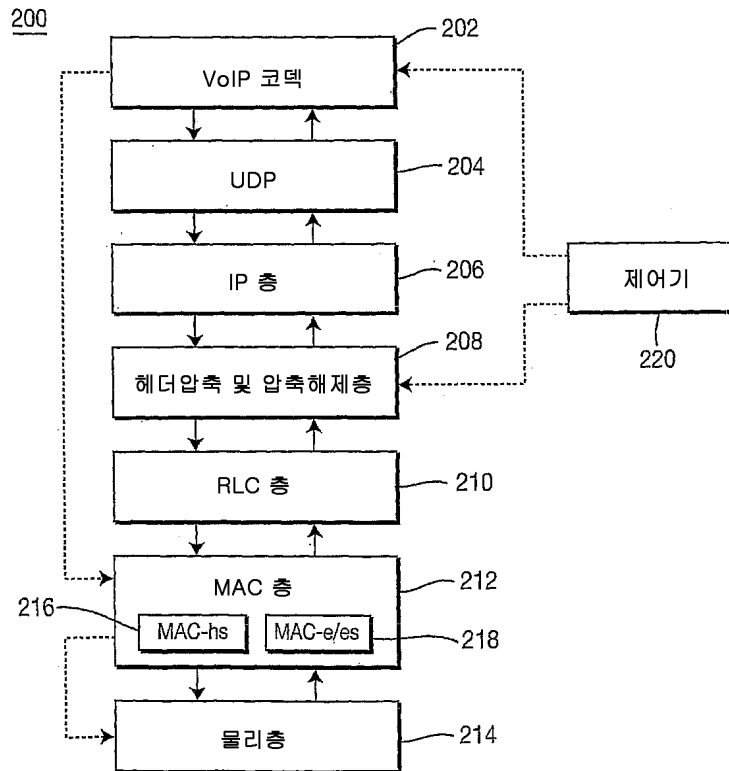 200
202
VoIP 코덱
UDP
204
IP 층
206
제어기
220
208
헤더압축 및 압축해제층
RLC 층
210
MAC 층
212
216
MAC-hs
MAC-e/es
218
물리층
214